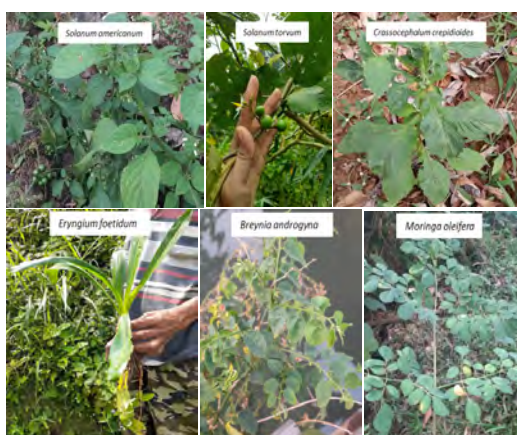 Solanum americanum
Solanum torvum
Crassocephalum crepidioides
Eryngium foetidum
Breynia androgyna
Moringa oleifera